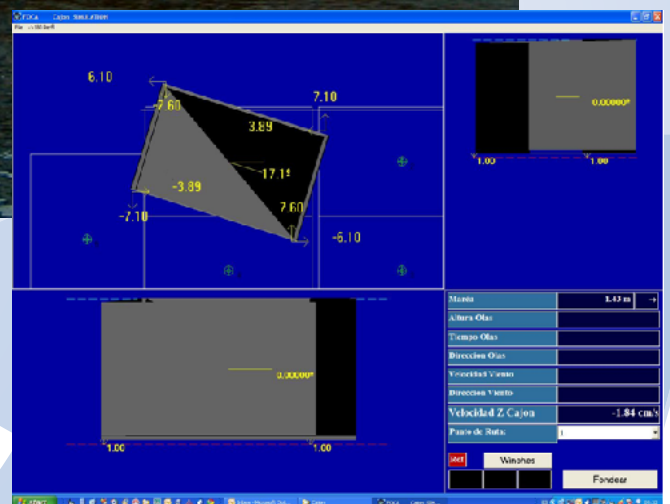 File
6.10
-7.60
7.10
3.89
-17.1º
-3.89
7.60
-7.10
-6.10
0.00000º
1.00
1.00
0.00000º
1.00
1.00
Marea 1.43 m
Altura Olas
Tiempo Olas
Direccion Olas
Velocidad Viento
Direccion Viento
Velocidad Z Cajon -1.84 cm/s
Punto de Ruta: 1
Winches
Fondear